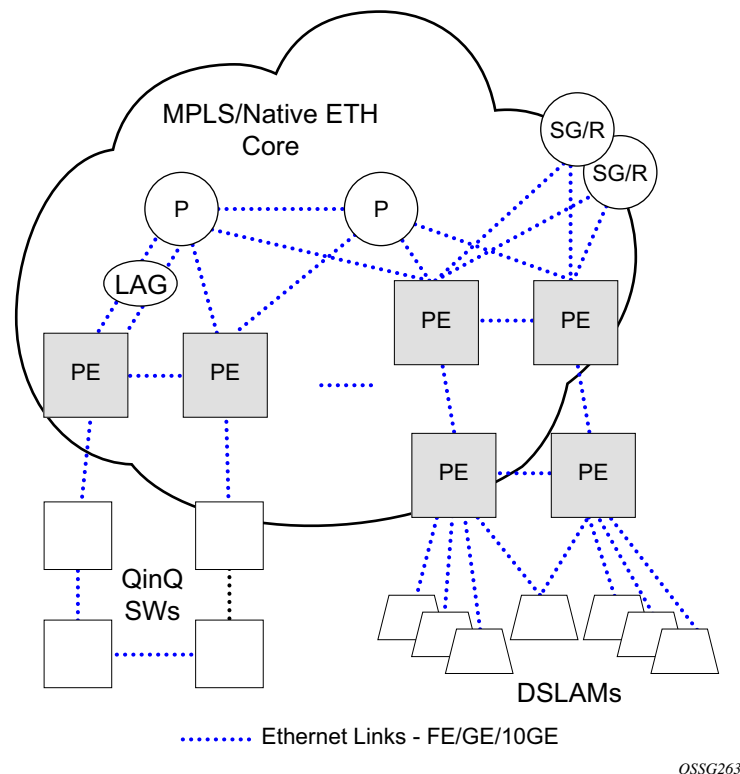 MPLS/Native ETH
Core
SG/R
SG/R
P
P
LAG
PE
PE
PE
PE
PE
PE
QinQ
SWs
DSLAMs
Ethernet Links - FE/GE/10GE
OSSG263